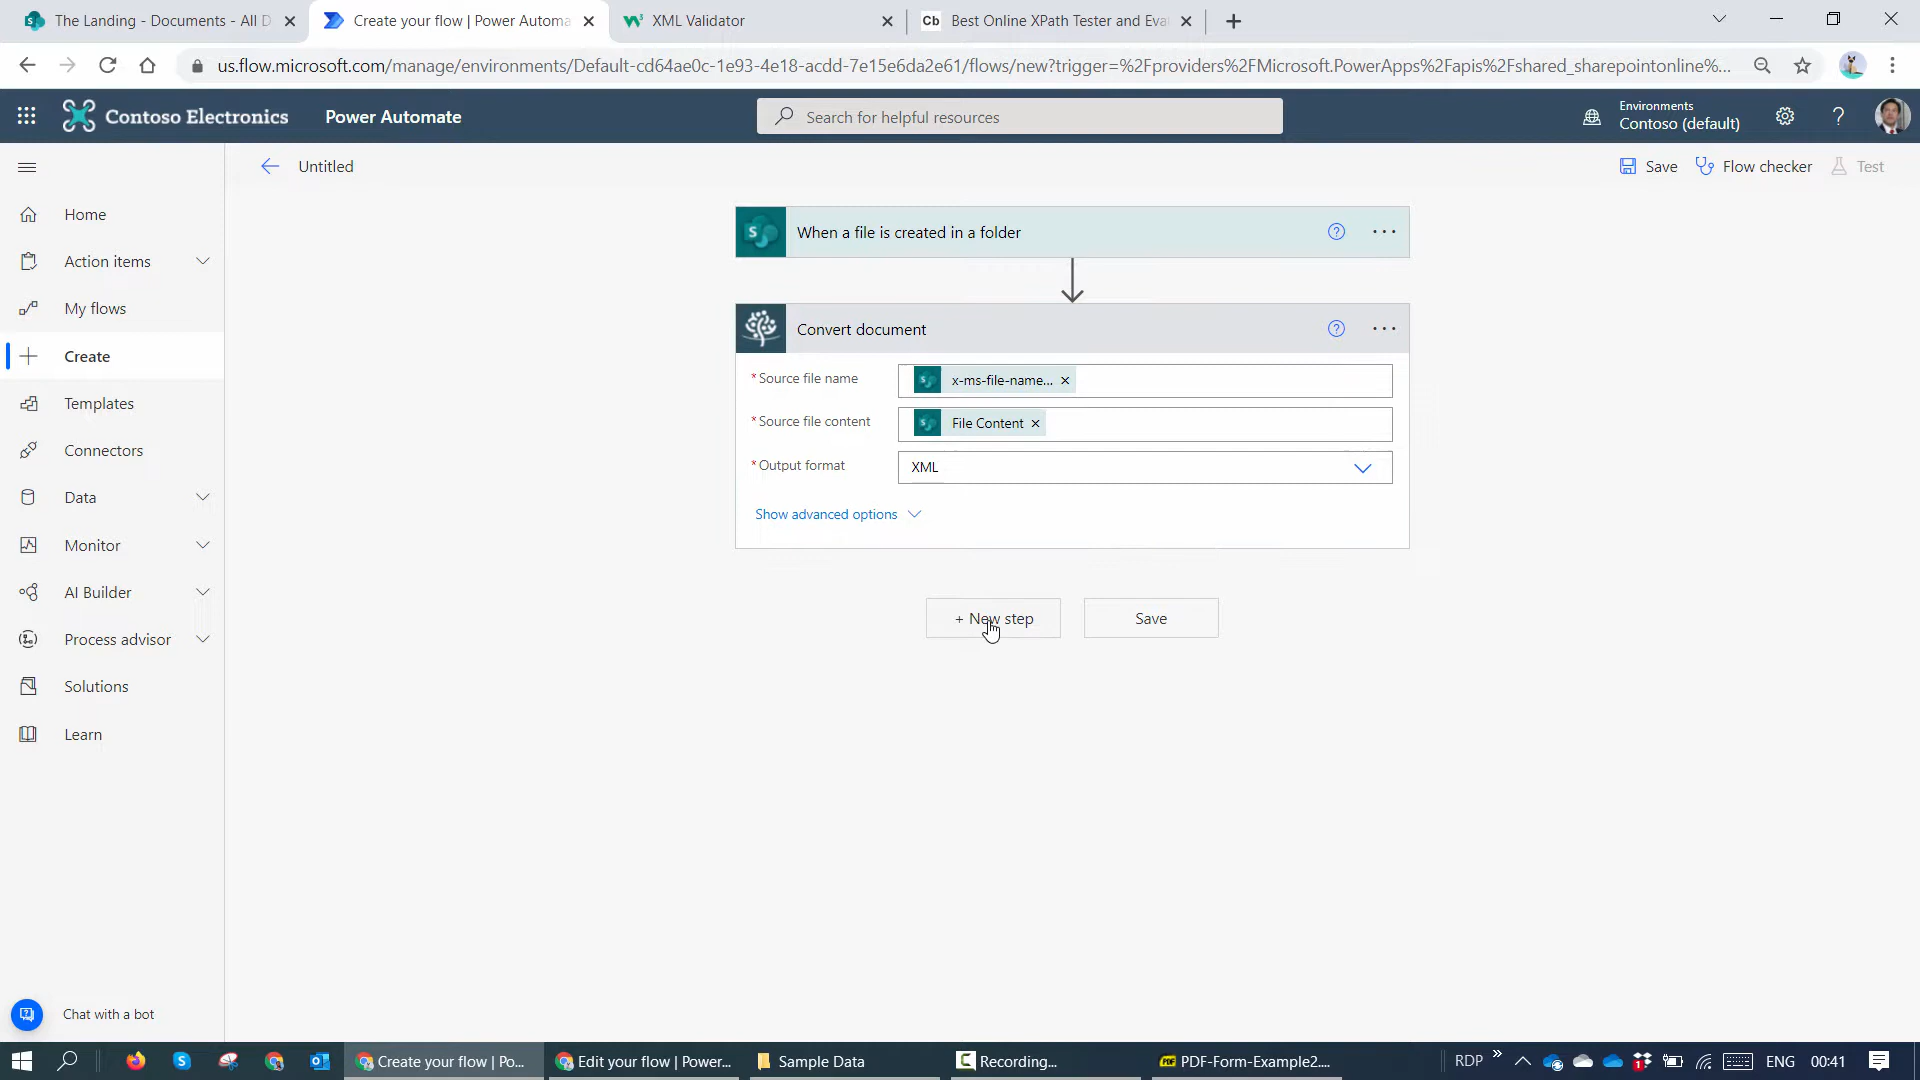 The Landing - Documents - All D
Create your flow | Power Automa
XML Validator
Cb
Best Online XPath Tester and Eval
us.flow.microsoft.com/manage/environments/Default-cd64ae0c-1e93-4e18-acdd-7e15e6da2e61/flows/new?trigger=%2Fproviders%2FMicrosoft.PowerApps%2Fapis%2Fshared_sharepointonline%...
Contoso Electronics
Power Automate
Search for helpful resources
Environments
Contoso (default)
Untitled
Save
Flow checker
Test
Home
Action items
My flows
Create
Templates
Connectors
Data
Monitor
AI Builder
Process advisor
Solutions
Learn
Chat with a bot
When a file is created in a folder
Convert document
*Source file name
x-ms-file-name...
*Source file content
File Content
*Output format
XML
Show advanced options
+ New step
Save
Create your flow | Po...
Edit your flow | Power...
Sample Data
Recording...
PDF-Form-Example2....
RDP
ENG
00:41